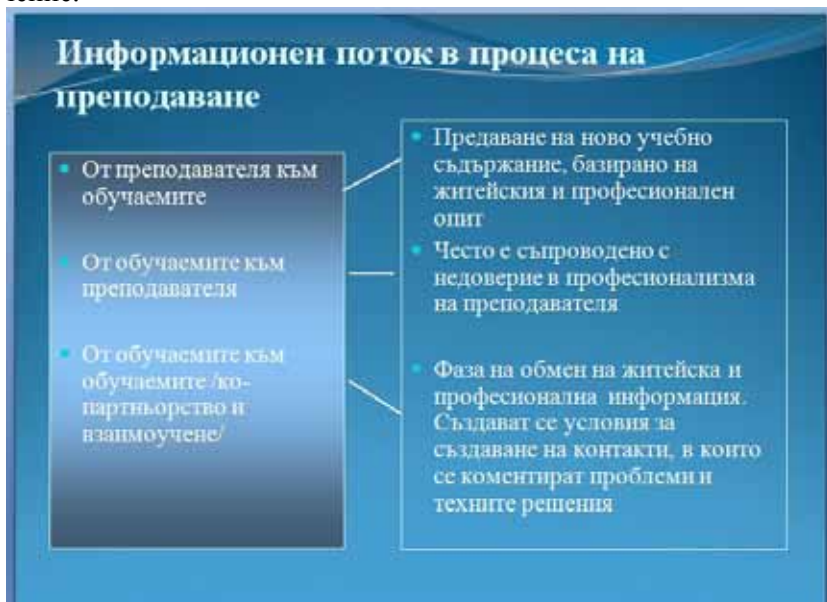 Информационен поток в процеса на
преподаване
От преподавателя към
обучаемите
От обучаемите към
преподавателя
От обучаемите към
обучаемите /ко-
партньорство и
взаимоучене/
Предаване на ново учебно
съдържание, базирано на
житейския и професионален
опит
Често е съпроводено с
недоверие в професионализма
на преподавателя
Фаза на обмен на житейска и
професионална информация.
Създават се условия за
създаване на контакти, в които
се коментират проблеми и
техните решения